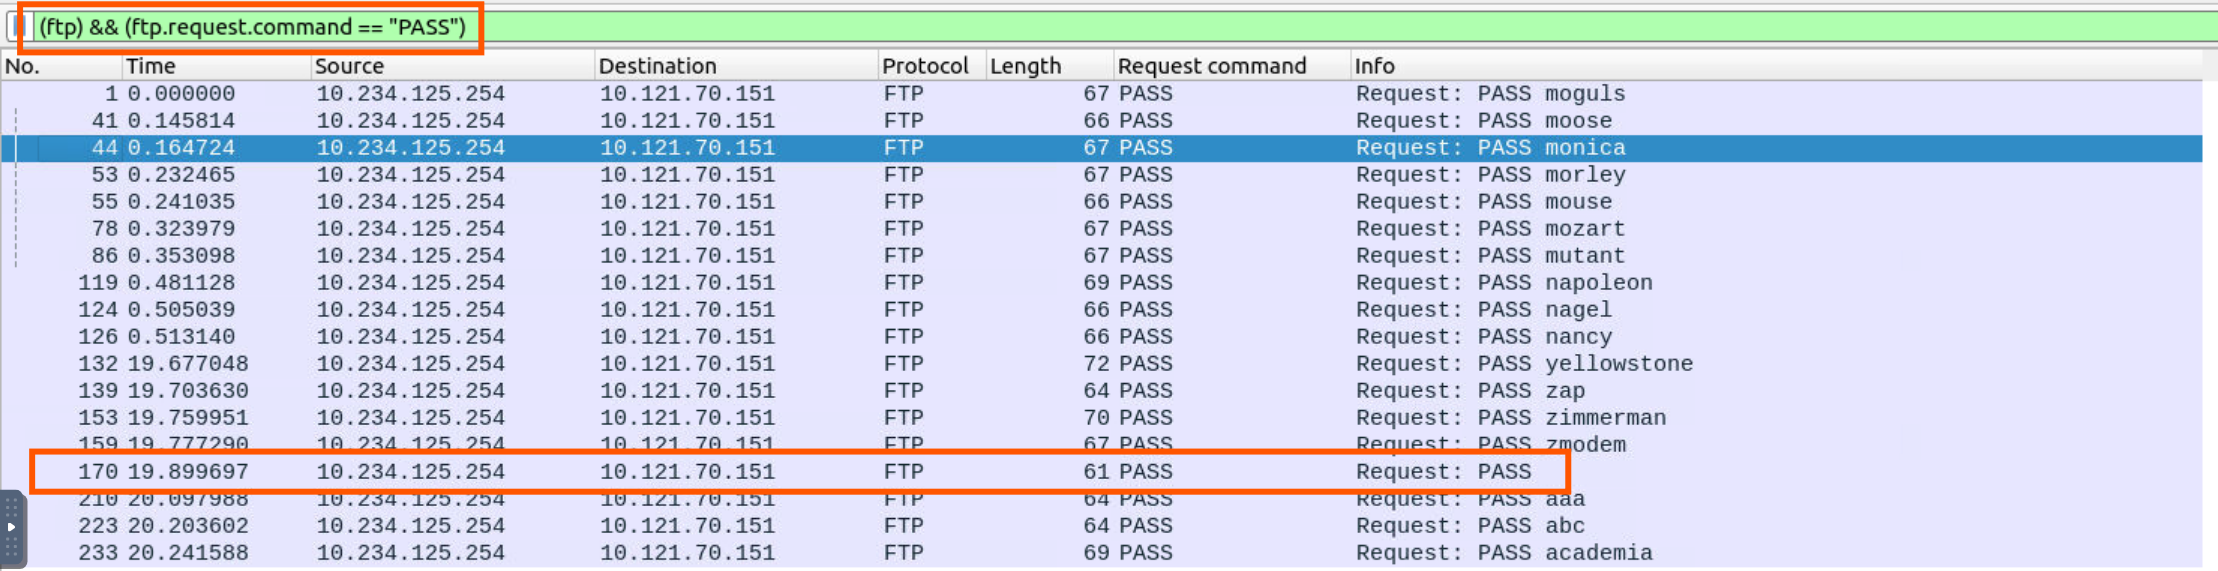 (ftp) && (ftp.request.command == "PASS")
No. Time Source Destination Protocol Length Request command Info
1 0.000000 10.234.125.254 10.121.70.151 FTP 67 PASS Request: PASS moguls
41 0.145814 10.234.125.254 10.121.70.151 FTP 66 PASS Request: PASS moose
44 0.164724 10.234.125.254 10.121.70.151 FTP 67 PASS Request: PASS monica
53 0.232465 10.234.125.254 10.121.70.151 FTP 67 PASS Request: PASS morley
55 0.241035 10.234.125.254 10.121.70.151 FTP 66 PASS Request: PASS mouse
78 0.323979 10.234.125.254 10.121.70.151 FTP 67 PASS Request: PASS mozart
86 0.353098 10.234.125.254 10.121.70.151 FTP 67 PASS Request: PASS mutant
119 0.481128 10.234.125.254 10.121.70.151 FTP 69 PASS Request: PASS napoleon
124 0.505039 10.234.125.254 10.121.70.151 FTP 66 PASS Request: PASS nagel
126 0.513140 10.234.125.254 10.121.70.151 FTP 66 PASS Request: PASS nancy
132 19.677048 10.234.125.254 10.121.70.151 FTP 72 PASS Request: PASS yellowstone
139 19.703630 10.234.125.254 10.121.70.151 FTP 64 PASS Request: PASS zap
153 19.759951 10.234.125.254 10.121.70.151 FTP 70 PASS Request: PASS zimmerman
159 19.777290 10.234.125.254 10.121.70.151 FTP 67 PASS Request: PASS zmodem
170 19.899697 10.234.125.254 10.121.70.151 FTP 61 PASS Request: PASS
210 20.097988 10.234.125.254 10.121.70.151 FTP 64 PASS Request: PASS aaa
223 20.203602 10.234.125.254 10.121.70.151 FTP 64 PASS Request: PASS abc
233 20.241588 10.234.125.254 10.121.70.151 FTP 69 PASS Request: PASS academia